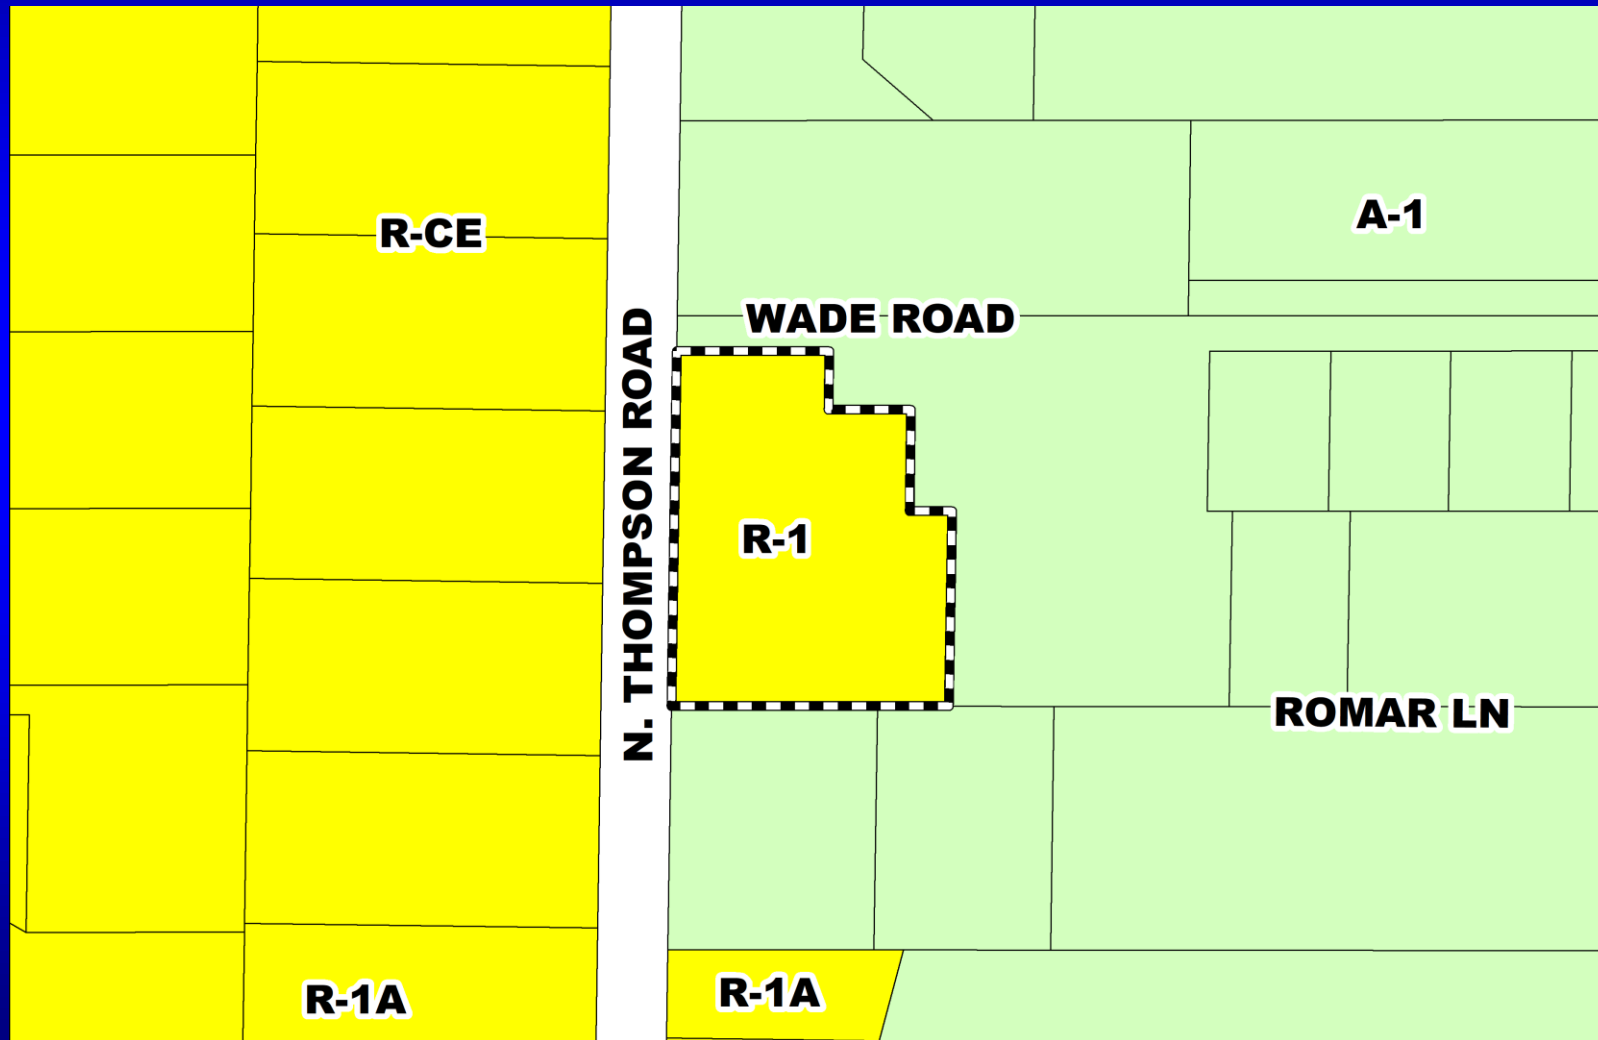 A-1
R-CE
WADE ROAD
N. THOMPSON ROAD
R-1
ROMAR LN
R-1A
R-1A